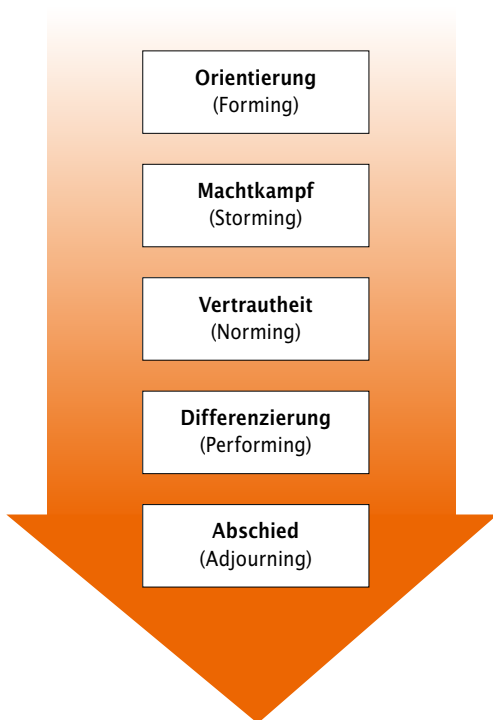 Orientierung
(Forming)
Machtkampf
(Storming)
Vertrautheit
(Norming)
Differenzierung
(Performing)
Abschied
(Adjourning)